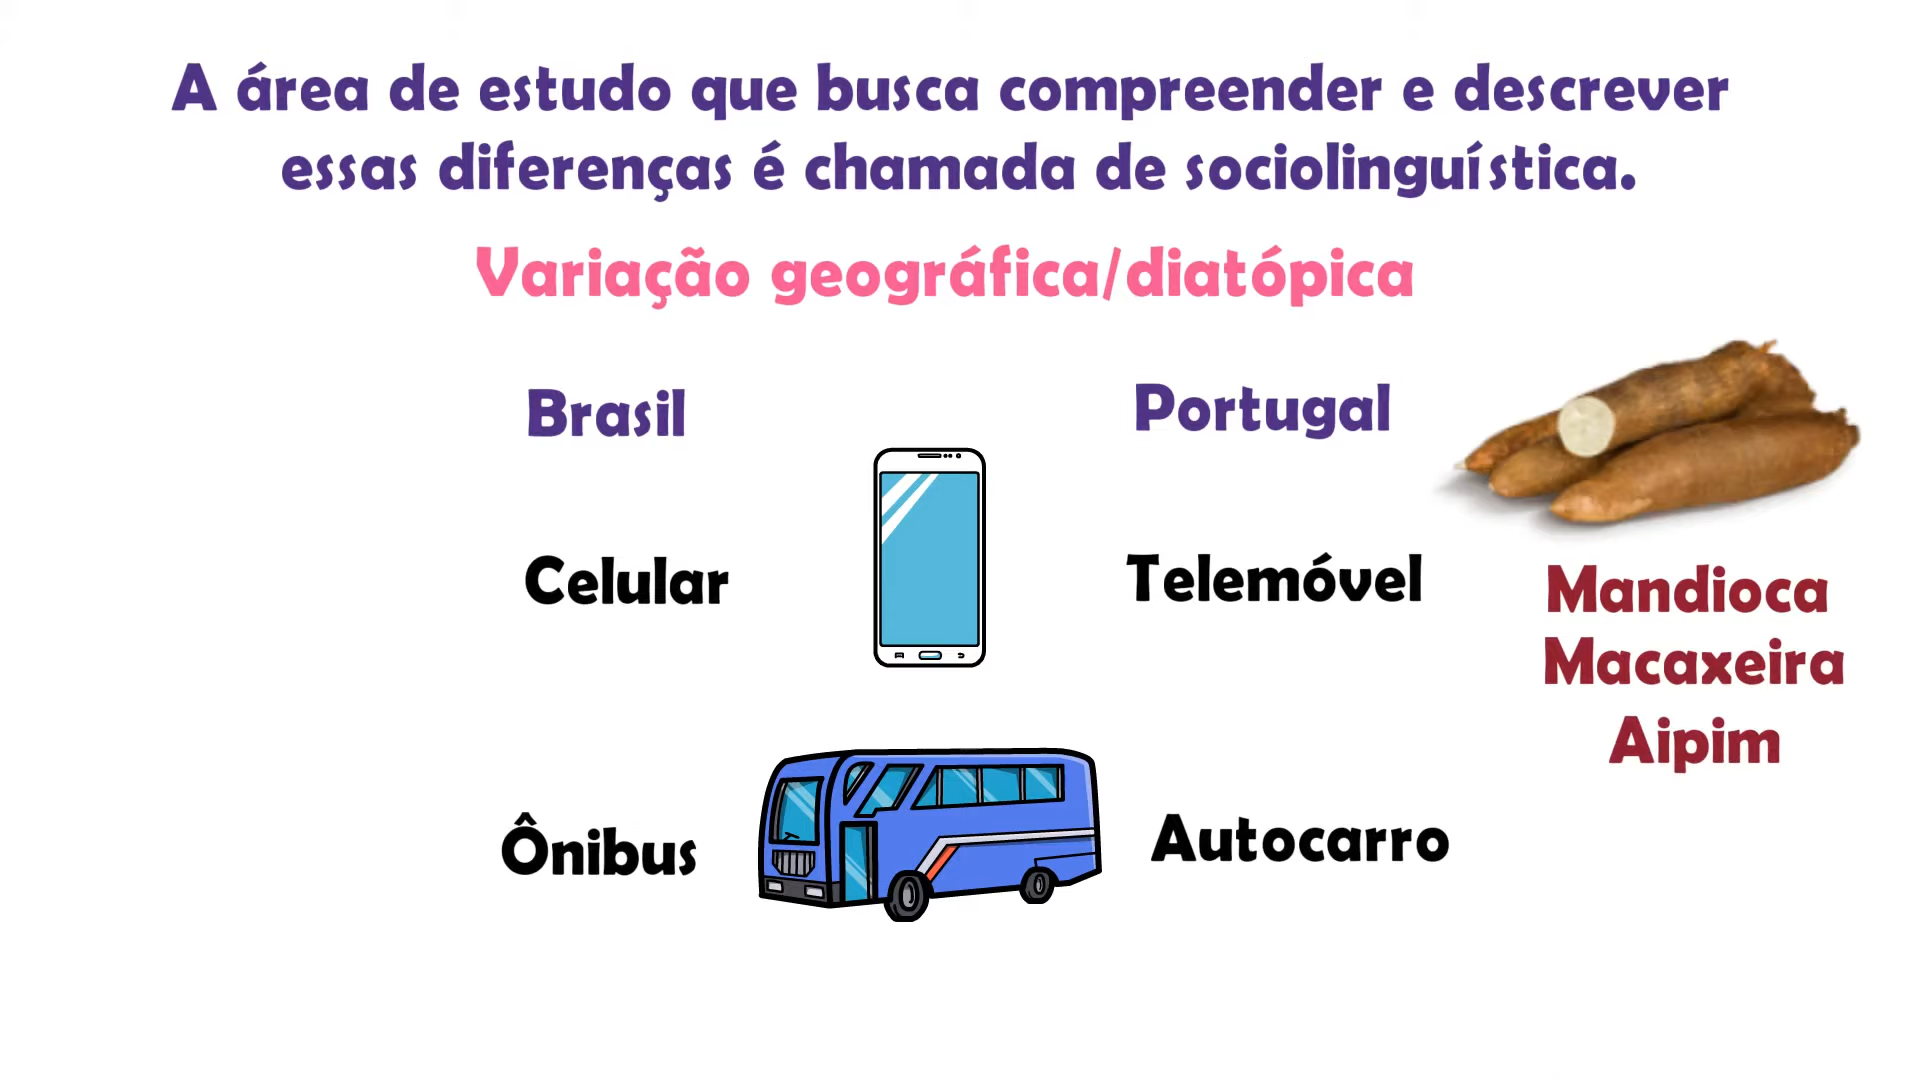 A área de estudo que busca compreender e descrever
essas diferenças é chamada de sociolinguística.
Variação geográfica/diatópica
Brasil
Portugal
Celular
Telemóvel
Mandioca
Macaxeira
Aipim
Ônibus
Autocarro